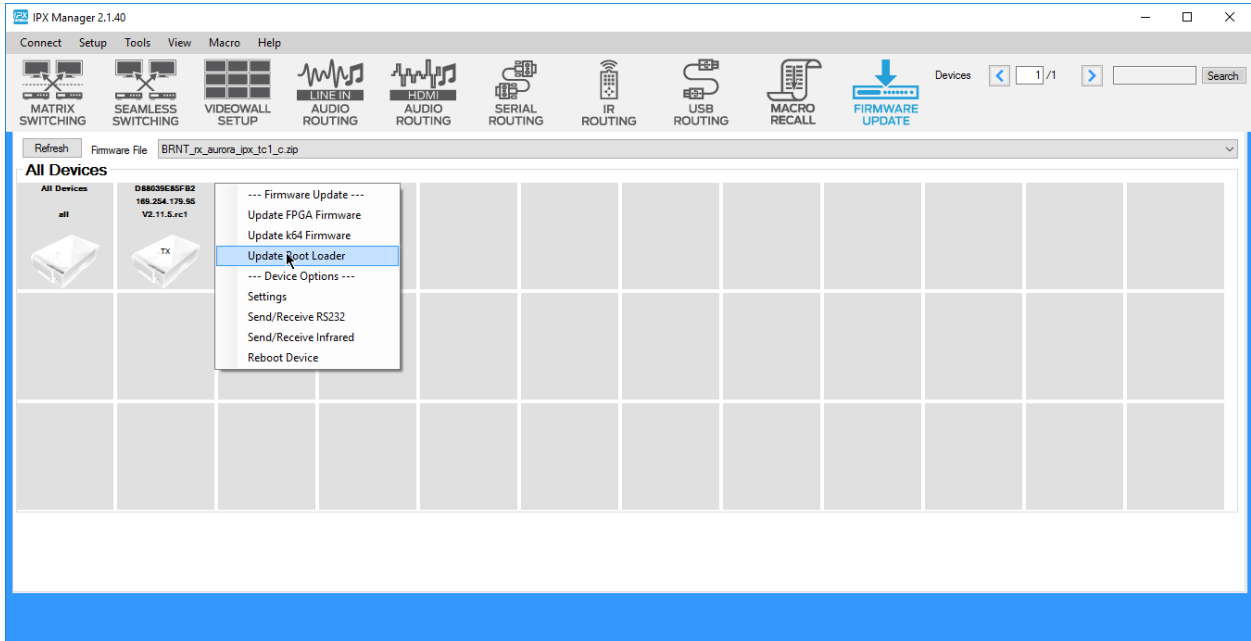 IPX Manager 2.1.40
Connect Setup Tools View Macro Help
MATRIX SWITCHING
SEAMLESS SWITCHING
VIDEOWALL SETUP
LINE IN
AUDIO ROUTING
HDMI
AUDIO ROUTING
SERIAL ROUTING
IR ROUTING
USB ROUTING
MACRO RECALL
FIRMWARE UPDATE
Devices 1 /1 Search
Refresh Firmware File BRNT_rx_aurora_ipx_tc1_c.zip
All Devices
All Devices
all
D88039E85FB2
169.254.179.95
V2.11.5.rc1
TX
--- Firmware Update ---
Update FPGA Firmware
Update k64 Firmware
Update Boot Loader
--- Device Options ---
Settings
Send/Receive RS232
Send/Receive Infrared
Reboot Device